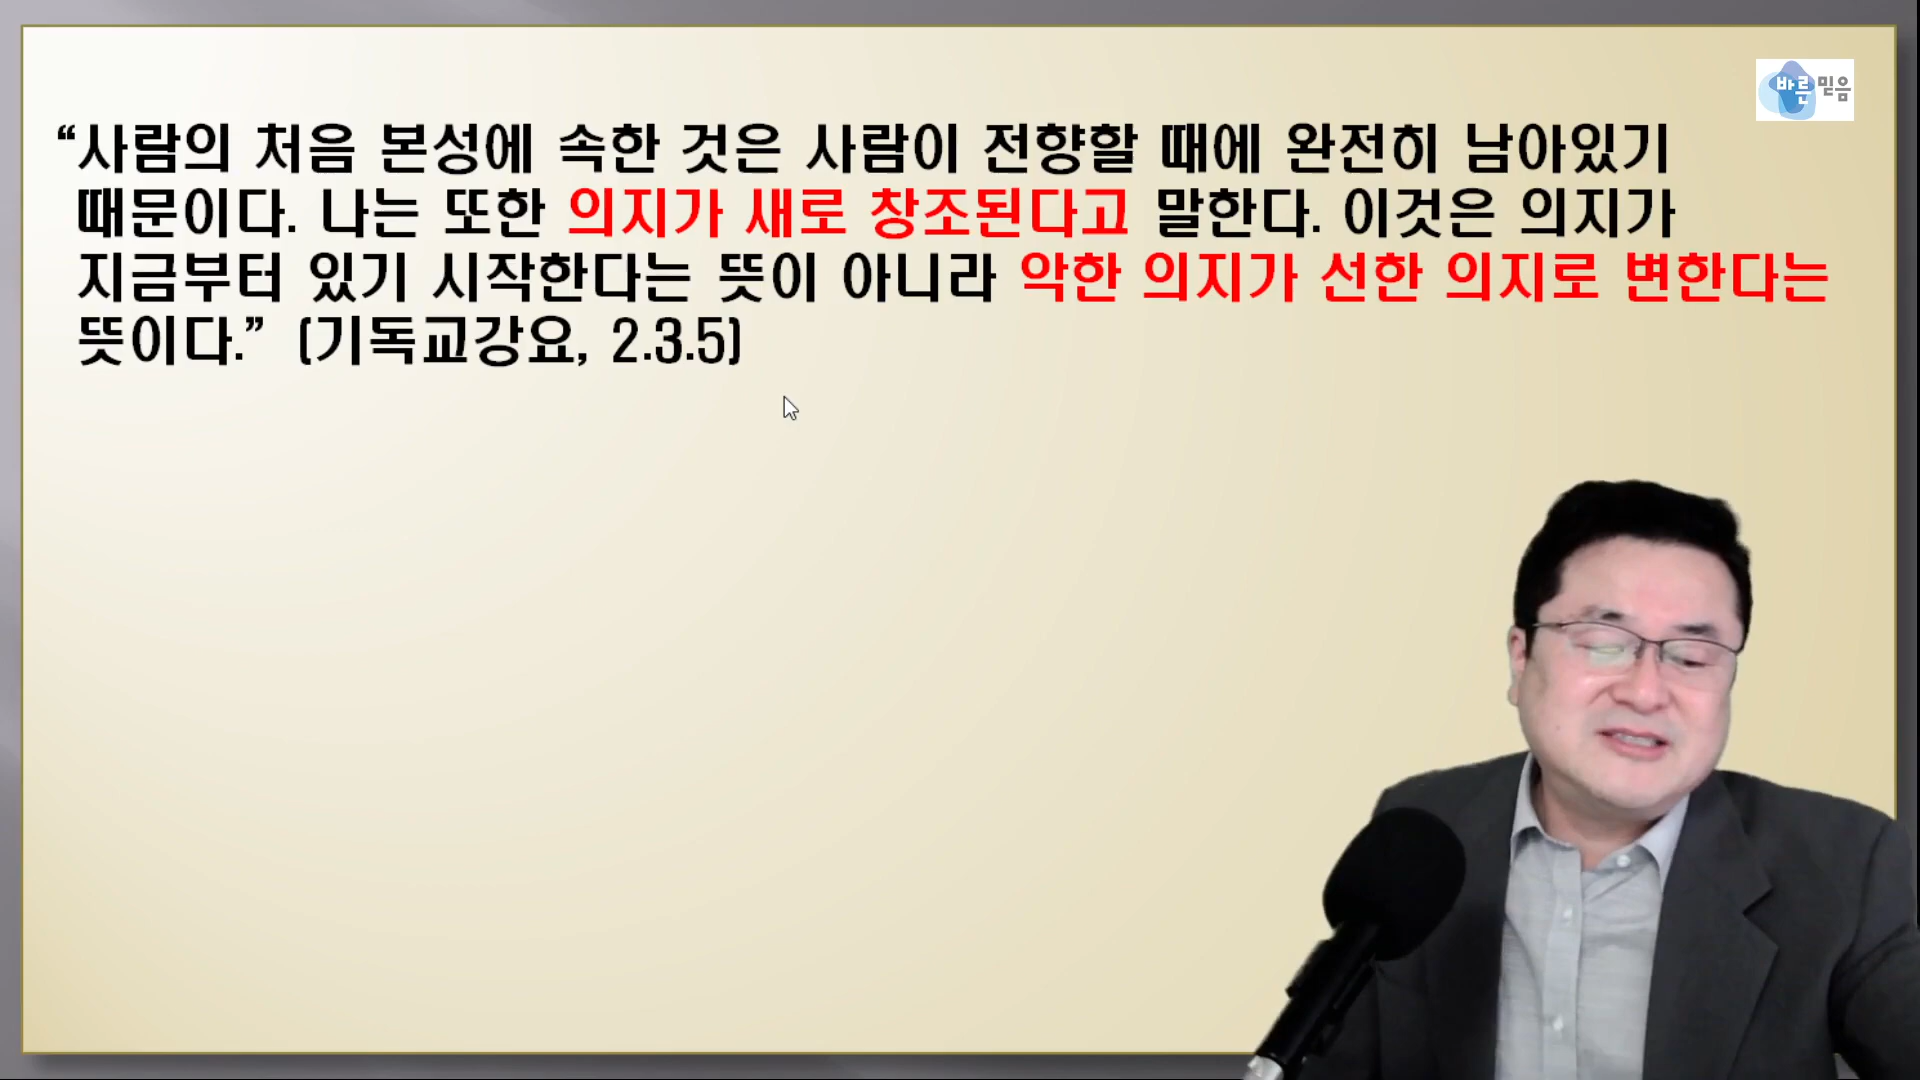 바른믿음
“사람의 처음 본성에 속한 것은 사람이 전향할 때에 완전히 남아있기
때문이다. 나는 또한 의지가 새로 창조된다고 말한다. 이것은 의지가
지금부터 있기 시작한다는 뜻이 아니라 악한 의지가 선한 의지로 변한다는
뜻이다.” (기독교강요, 2.3.5)